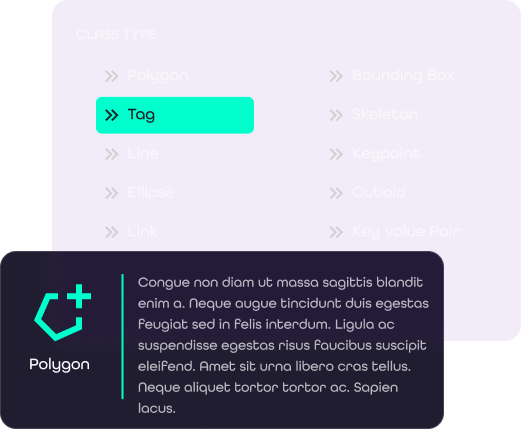 CLASS TYPE
Polygon
Bounding Box
Tag
Skeleton
Line
Keypoint
Ellipse
Cuboid
Link
Key value Pair
Polygon
Congue non diam ut massa sagittis blandit
enim a. Neque augue tincidunt duis egestas
feugiat sed in felis interdum. Ligula ac
suspendisse egestas risus faucibus suscipit
eleifend. Amet sit urna libero cras tellus.
Neque aliquet tortor tortor ac. Sapien
lacus.